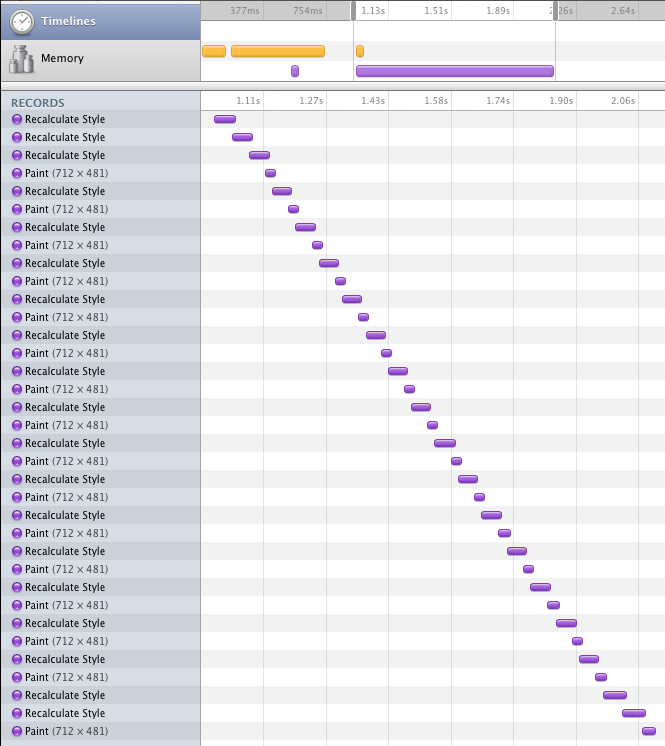 Timelines
377ms 754ms 1.13s 1.51s 1.89s 2.26s 2.64s
Memory
RECORDS
1.11s 1.27s 1.43s 1.58s 1.74s 1.90s 2.06s
Recalculate Style
Recalculate Style
Recalculate Style
Paint (712 × 481)
Recalculate Style
Paint (712 × 481)
Recalculate Style
Paint (712 × 481)
Recalculate Style
Paint (712 × 481)
Recalculate Style
Paint (712 × 481)
Recalculate Style
Paint (712 × 481)
Recalculate Style
Paint (712 × 481)
Recalculate Style
Paint (712 × 481)
Recalculate Style
Paint (712 × 481)
Recalculate Style
Paint (712 × 481)
Recalculate Style
Paint (712 × 481)
Recalculate Style
Paint (712 × 481)
Recalculate Style
Paint (712 × 481)
Recalculate Style
Paint (712 × 481)
Recalculate Style
Paint (712 × 481)
Recalculate Style
Recalculate Style
Paint (712 × 481)